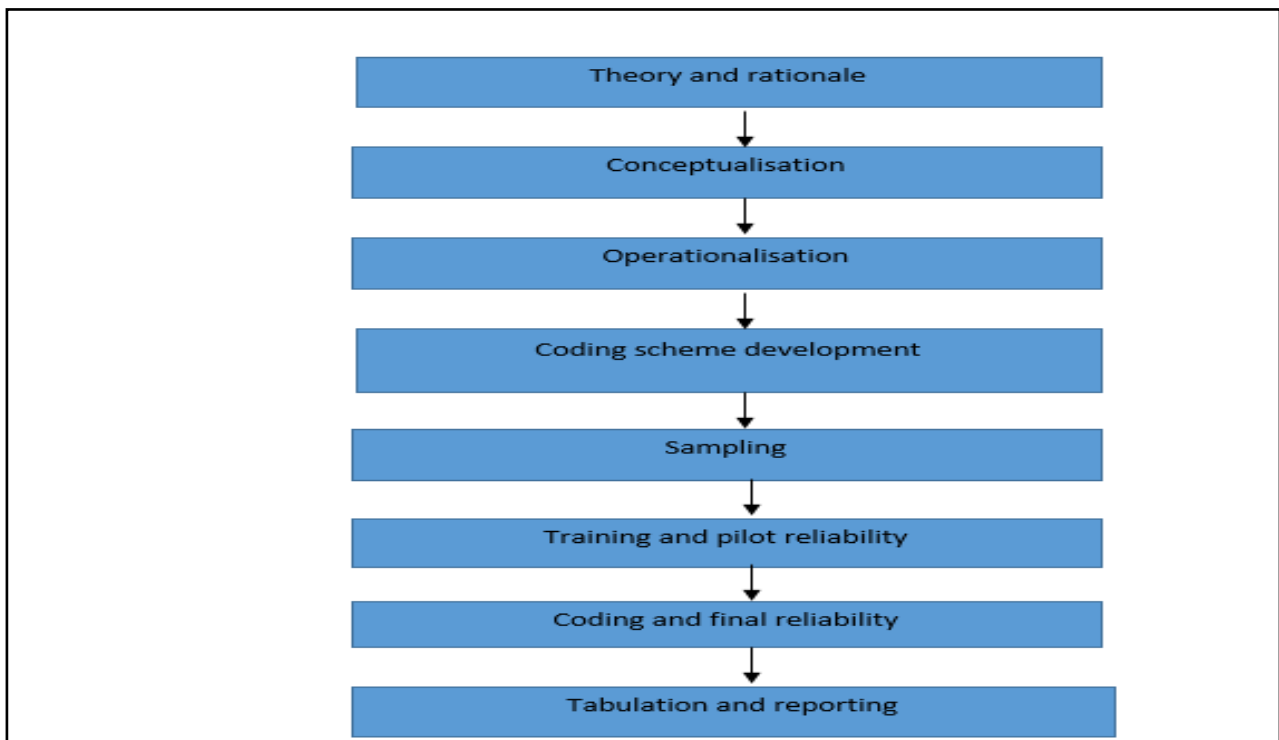 Theory and rationale
Conceptualisation
Operationalisation
Coding scheme development
Sampling
Training and pilot reliability
Coding and final reliability
Tabulation and reporting